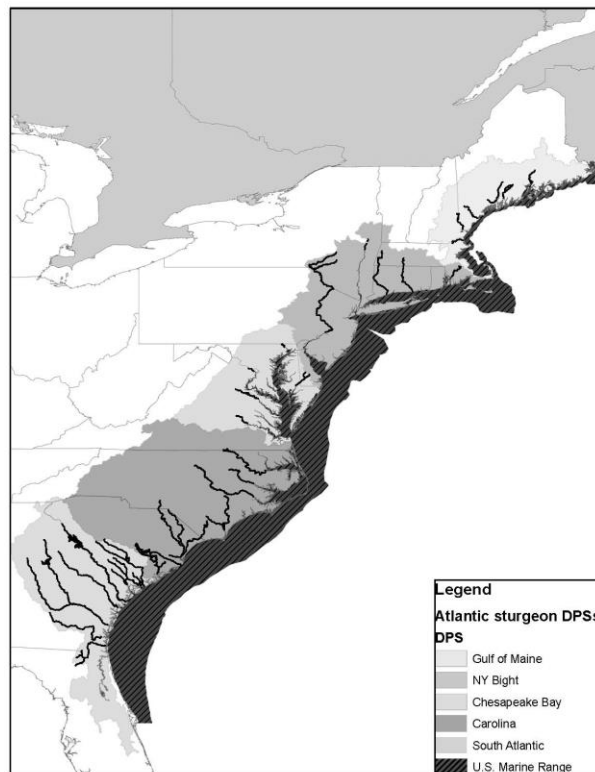 Legend
Atlantic sturgeon DPSs
DPS
Gulf of Maine
NY Bight
Chesapeake Bay
Carolina
South Atlantic
U.S. Marine Range